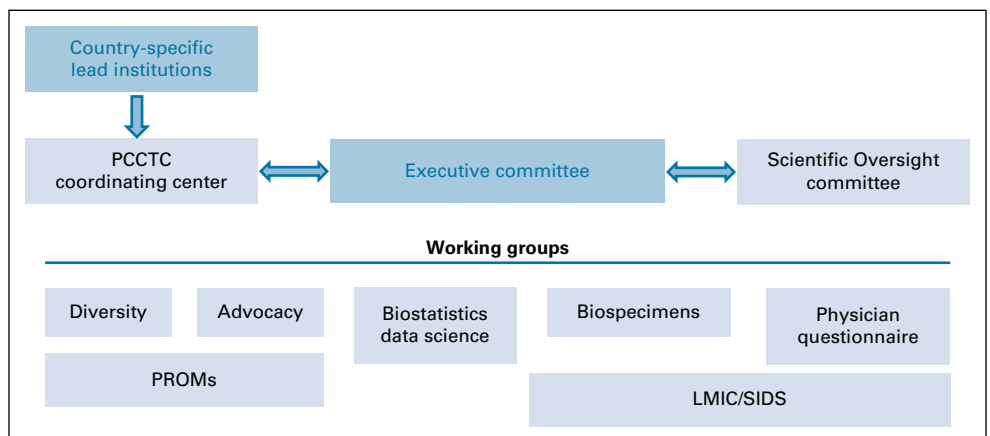 Country-specific
lead institutions
PCCTC
coordinating center
Executive committee
Scientific Oversight
committee
Working groups
Diversity
Advocacy
Biostatistics
data science
Biospecimens
Physician
questionnaire
PROMs
LMIC/SIDS